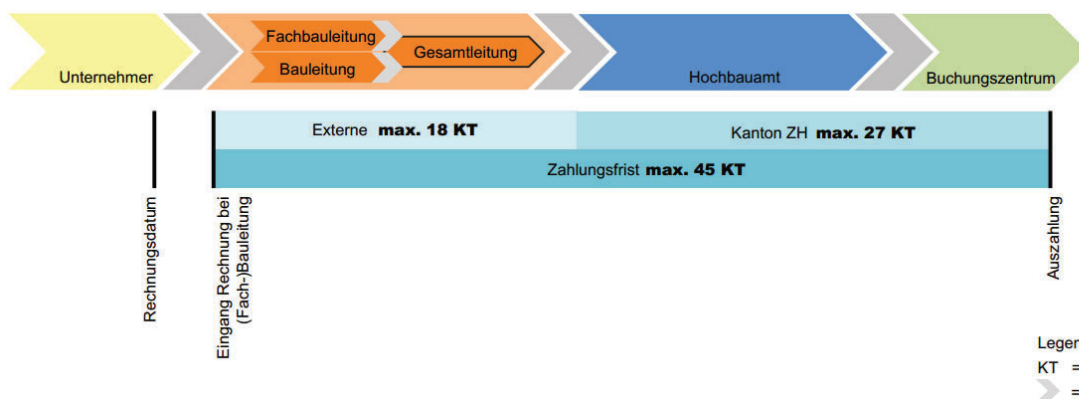 Fachbauleitung
Bauleitung
Gesamtleitung
Unternehmer
Hochbauamt
Buchungszentrum
Externe max. 18 KT
Kanton ZH max. 27 KT
Zahlungsfrist max. 45 KT
Rechnungsdatum
Eingang Rechnung bei
(Fach-)Bauleitung
Auszahlung
KT =
=